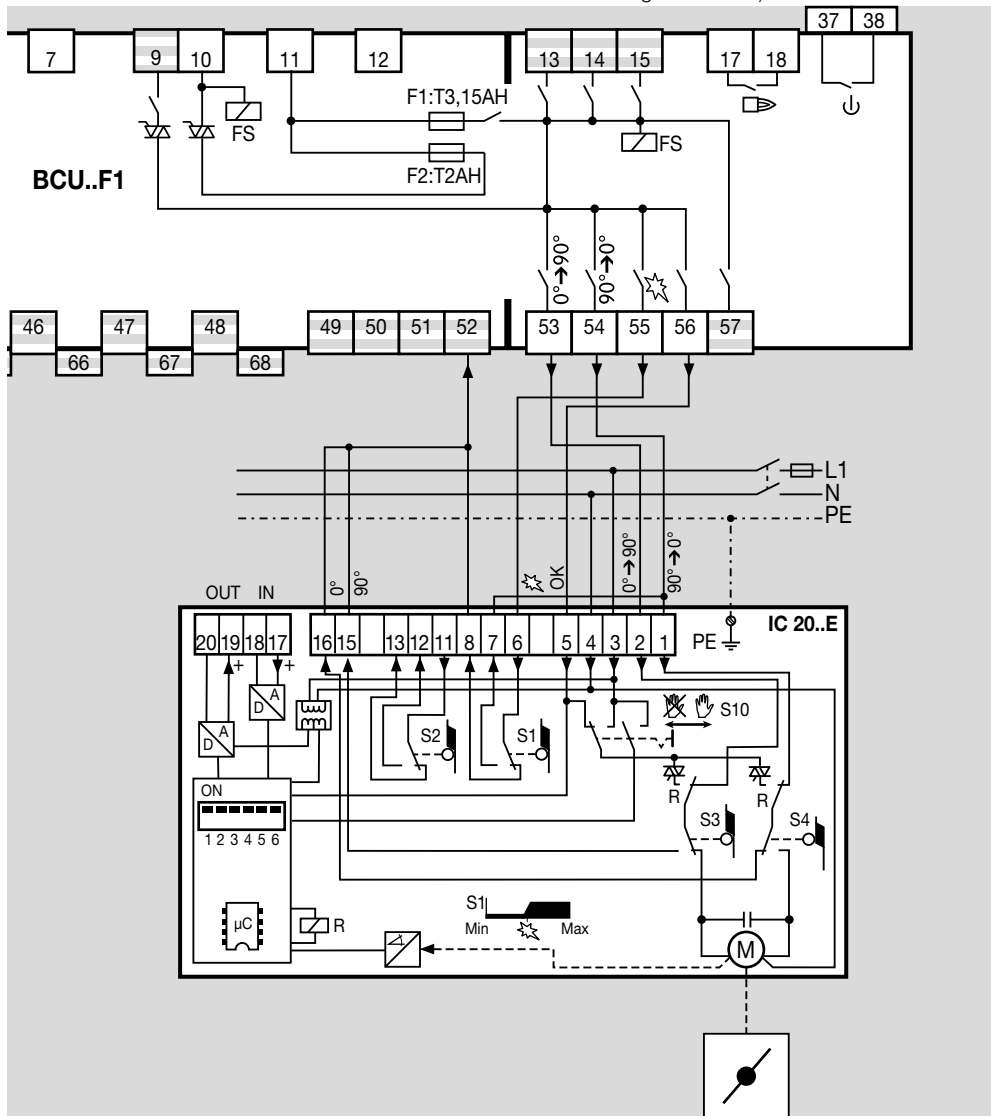 37 38
7 9 10 11 12 13 14 15 17 18
F1:T3,15AH
FS
FS
F2:T2AH
BCU..F1
0°➔90°
90°➔0°
46 47 48 49 50 51 52 53 54 55 56 57
66 67 68
L1
N
PE
0°
90°
OK
0°➔90°
90°➔0°
OUT IN
IC 20..E
20 19 18 17 16 15 13 12 11 8 7 6 5 4 3 2 1
PE
+ +
A
D
A
D
S2
S1
S10
ON
1 2 3 4 5 6
R
R
S3
S4
S1
Min Max
µC
R
M